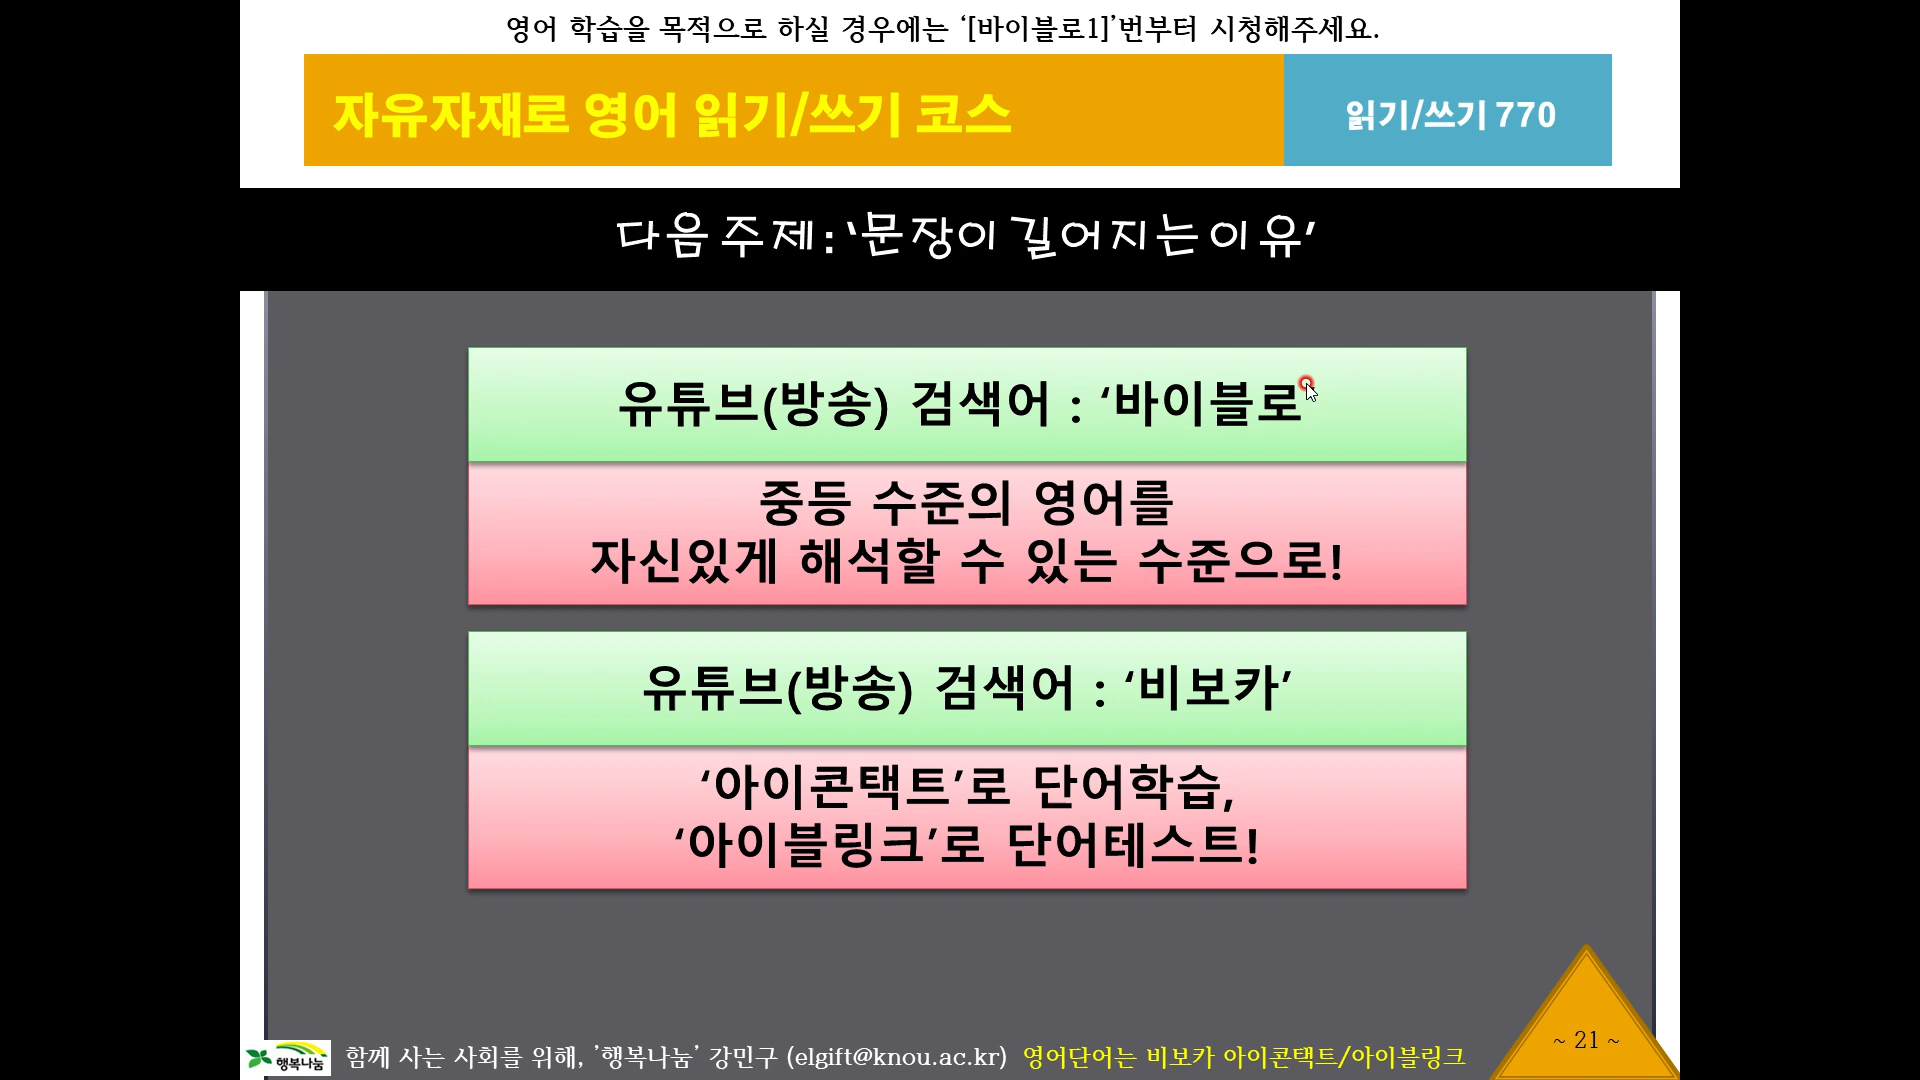 영어 학습을 목적으로 하실 경우에는 ‘[바이블로1]’번부터 시청해주세요.
자유자재로 영어 읽기/쓰기 코스
읽기/쓰기 770
다음 주제 : ‘문장이 길어지는 이유’
유튜브(방송) 검색어 : ‘바이블로’
중등 수준의 영어를
자신있게 해석할 수 있는 수준으로!
유튜브(방송) 검색어 : ‘비보카’
‘아이콘택트’로 단어학습,
‘아이블링크’로 단어테스트!
~ 21 ~
행복나눔
함께 사는 사회를 위해, ’행복나눔’ 강민구 (elgift@knou.ac.kr) 영어단어는 비보카 아이콘택트/아이블링크